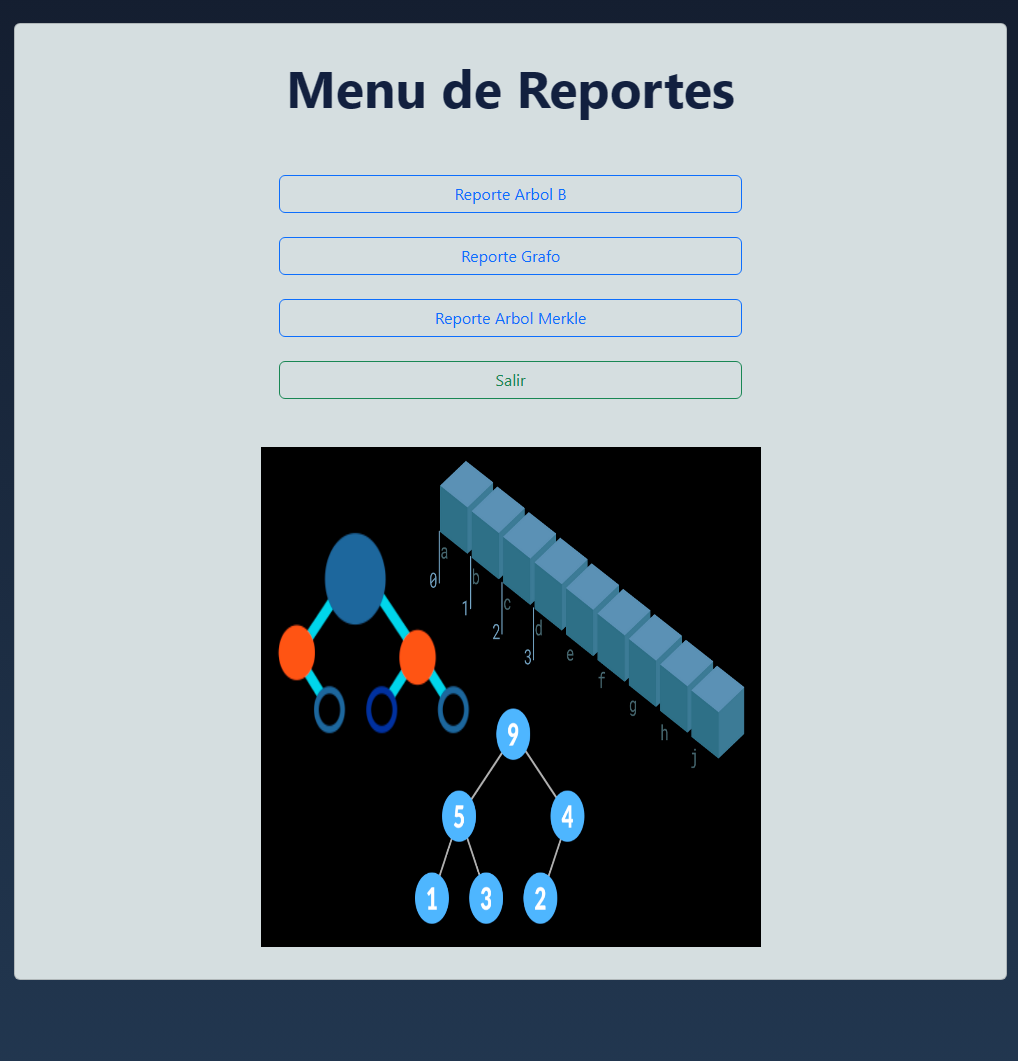 Menu de Reportes
Reporte Arbol B
Reporte Grafo
Reporte Arbol Merkle
Salir
a
0
b
1
c
2
d
3
e
f
g
h
j
9
5 4
1 3 2